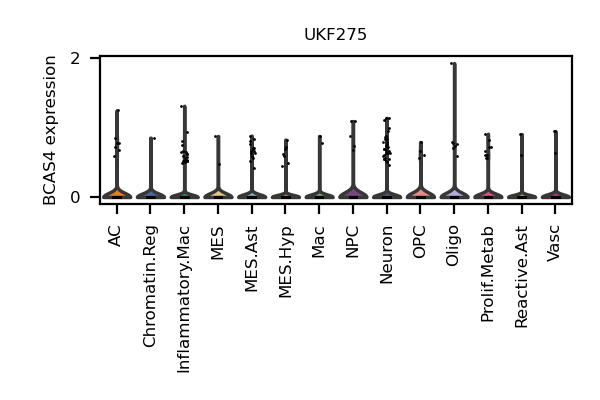 UKF275
BCAS4 expression
2
0
AC
Chromatin.Reg
Inflammatory.Mac
MES
MES.Ast
MES.Hyp
Mac
NPC
Neuron
OPC
Oligo
Prolif.Metab
Reactive.Ast
Vasc